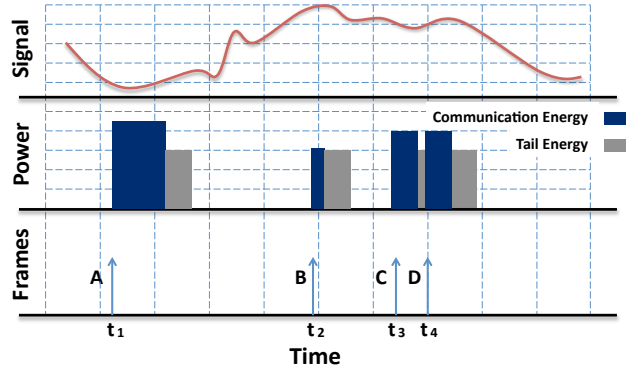 Signal
Power
Communication Energy
Tail Energy
Frames
A
B
C
D
t1
t2
t3
t4
Time